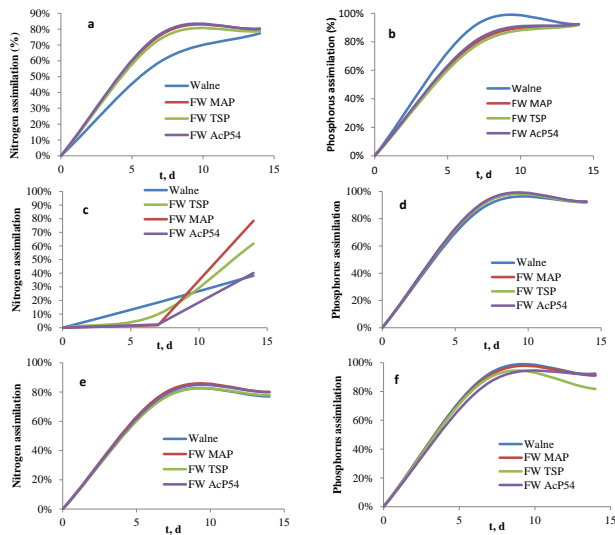 Nitrogen assimilation (%)
90%
80%
70%
60%
50%
40%
30%
20%
10%
0%
a
Walne
FW MAP
FW TSP
FW AcP54
0
5
10
15
t, d
Phosphorus assimilation (%)
100%
80%
60%
40%
20%
0%
b
Walne
FW MAP
FW TSP
FW AcP54
0
5
10
15
t, d
Nitrogen assimilation
100%
90%
80%
70%
60%
50%
40%
30%
20%
10%
0%
c
Walne
FW TSP
FW MAP
FW AcP54
0
5
10
15
t, d
Phosphorus assimilation
100%
80%
60%
40%
20%
0%
d
Walne
FW MAP
FW TSP
FW AcP54
0
5
10
15
t, d
Nitrogen assimilation
100%
80%
60%
40%
20%
0%
e
Walne
FW MAP
FW TSP
FW AcP54
0
5
10
15
t, d
Phosphorus assimilation
100%
80%
60%
40%
20%
0%
f
Walne
FW MAP
FW TSP
FW AcP54
0
5
10
15
t, d